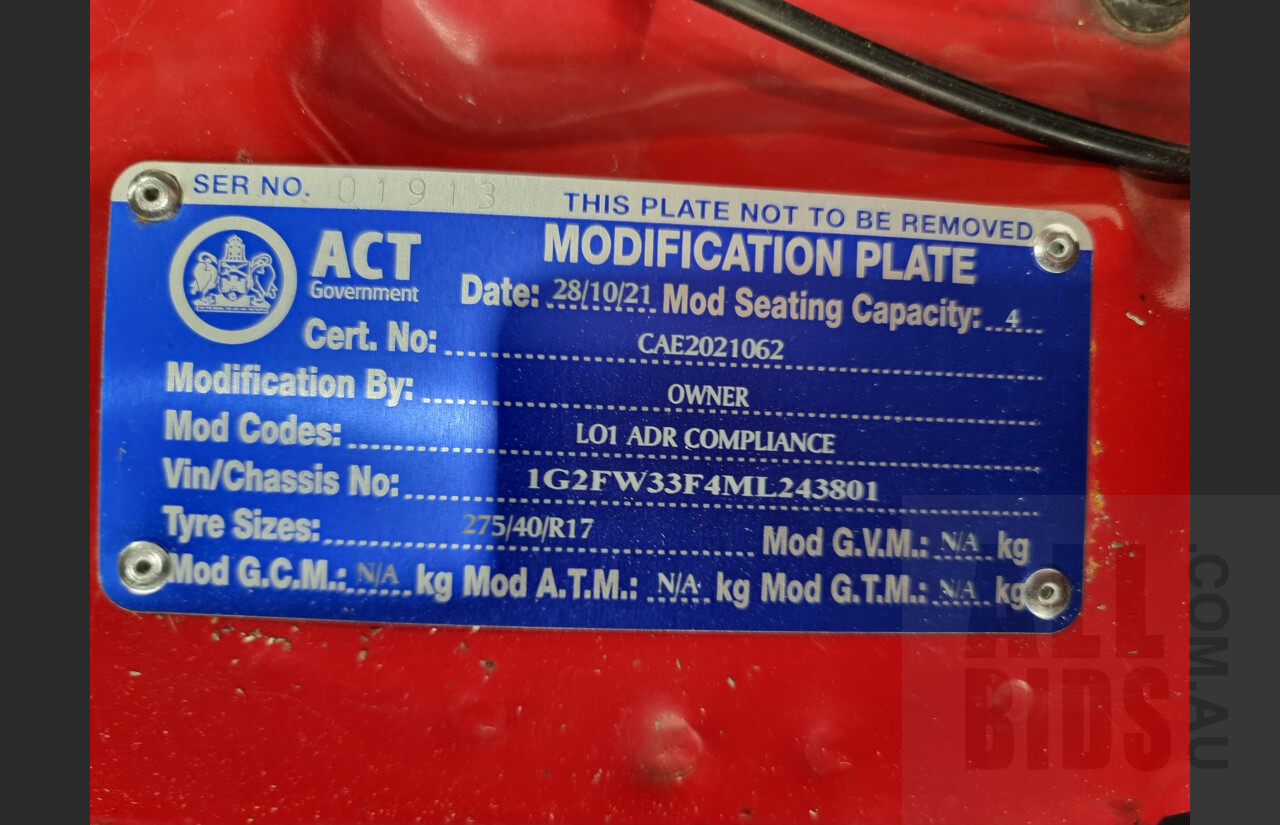 SER NO. 01913
THIS PLATE NOT TO BE REMOVED
ACT
Government
MODIFICATION PLATE
Date: 28/10/21 Mod Seating Capacity: 4
Cert. No: CAE2021062
Modification By: OWNER
Mod Codes: LO1 ADR COMPLIANCE
Vin/Chassis No: 1G2FW33F4ML243801
Tyre Sizes: 275/40/R17 Mod G.V.M.: N/A kg
Mod G.C.M.: N/A kg Mod A.T.M.: N/A kg Mod G.T.M.: N/A kg
ALL
BIDS
.COM.AU